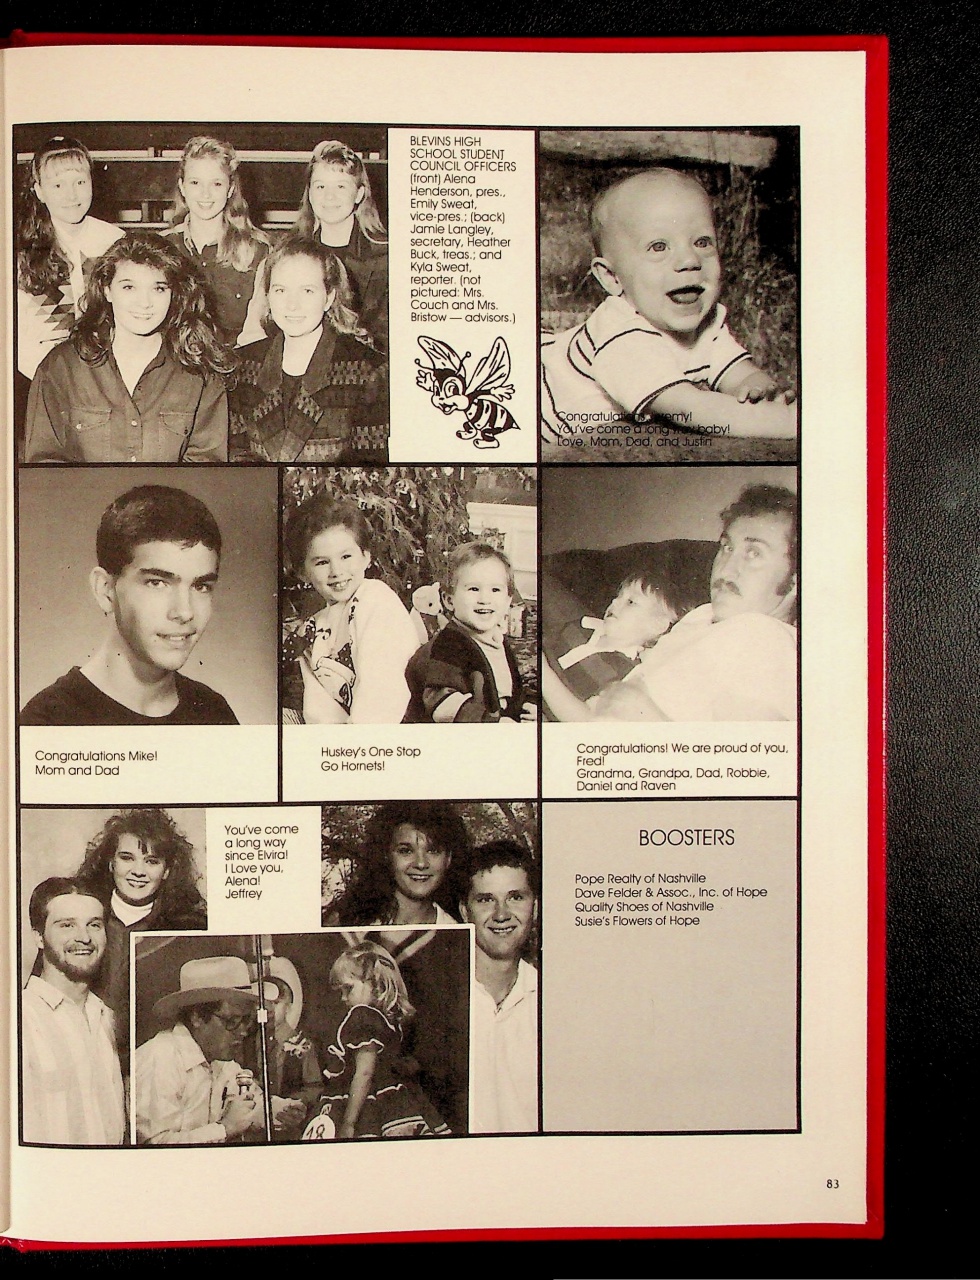 BLEVINS HIGH
SCHOOL STUDENT
COUNCIL OFFICERS
(front) Alena
Henderson, pres.,
Emily Sweat,
vice-pres.; (back)
Jamie Langley,
secretary, Heather
Buck, treas.; and
Kyla Sweat,
reporter. (not
pictured: Mrs.
Couch and Mrs.
Bristow — advisors.)
Congratulations
You've come a long way baby!
Love, Mom, Dad, and Justin
Congratulations Mike!
Mom and Dad
Huskey's One Stop
Go Hornets!
Congratulations! We are proud of you,
Fred!
Grandma, Grandpa, Dad, Robbie,
Daniel and Raven
You've come
a long way
since Elvira!
I Love you,
Alena!
Jeffrey
18
BOOSTERS
Pope Realty of Nashville
Dave Felder & Assoc., Inc. of Hope
Quality Shoes of Nashville
Susie's Flowers of Hope
83